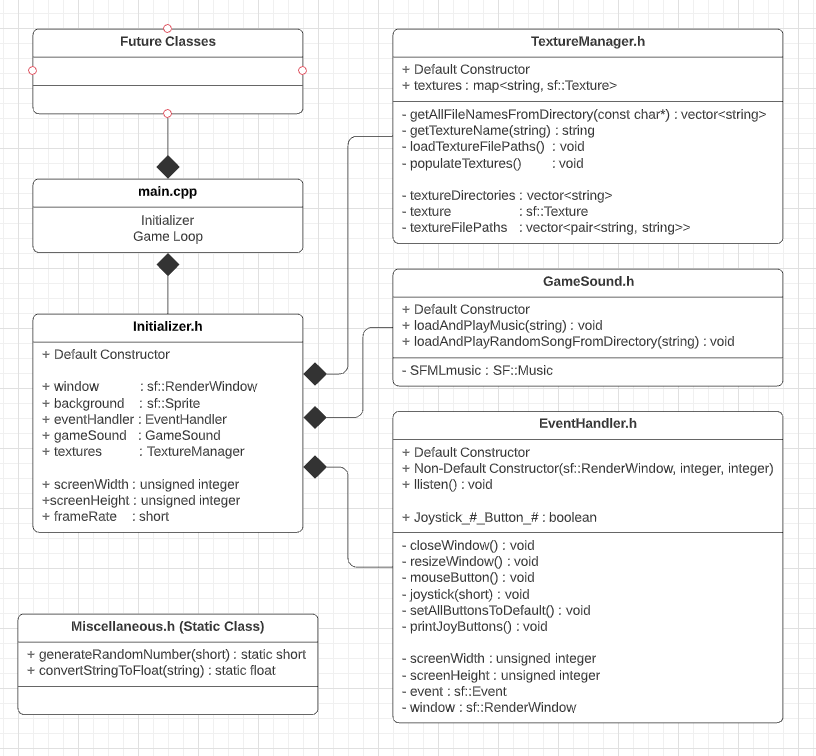 Future Classes
main.cpp
Initializer
Game Loop
Initializer.h
+ Default Constructor
+ window : sf::RenderWindow
+ background : sf::Sprite
+ eventHandler : EventHandler
+ gameSound : GameSound
+ textures : TextureManager
+ screenWidth : unsigned integer
+screenHeight : unsigned integer
+ frameRate : short
Miscellaneous.h (Static Class)
+ generateRandomNumber(short) : static short
+ convertStringToFloat(string) : static float
TextureManager.h
+ Default Constructor
+ textures : map<string, sf::Texture>
- getAllFileNamesFromDirectory(const char*) : vector<string>
- getTextureName(string) : string
- loadTextureFilePaths() : void
- populateTextures() : void
- textureDirectories : vector<string>
- texture : sf::Texture
- textureFilePaths : vector<pair<string, string>>
GameSound.h
+ Default Constructor
+ loadAndPlayMusic(string) : void
+ loadAndPlayRandomSongFromDirectory(string) : void
- SFMLmusic : SF::Music
EventHandler.h
+ Default Constructor
+ Non-Default Constructor(sf::RenderWindow, integer, integer)
+ llisten() : void
+ Joystick_#_Button_# : boolean
- closeWindow() : void
- resizeWindow() : void
- mouseButton() : void
- joystick(short) : void
- setAllButtonsToDefault() : void
- printJoyButtons() : void
- screenWidth : unsigned integer
- screenHeight : unsigned integer
- event : sf::Event
- window : sf::RenderWindow